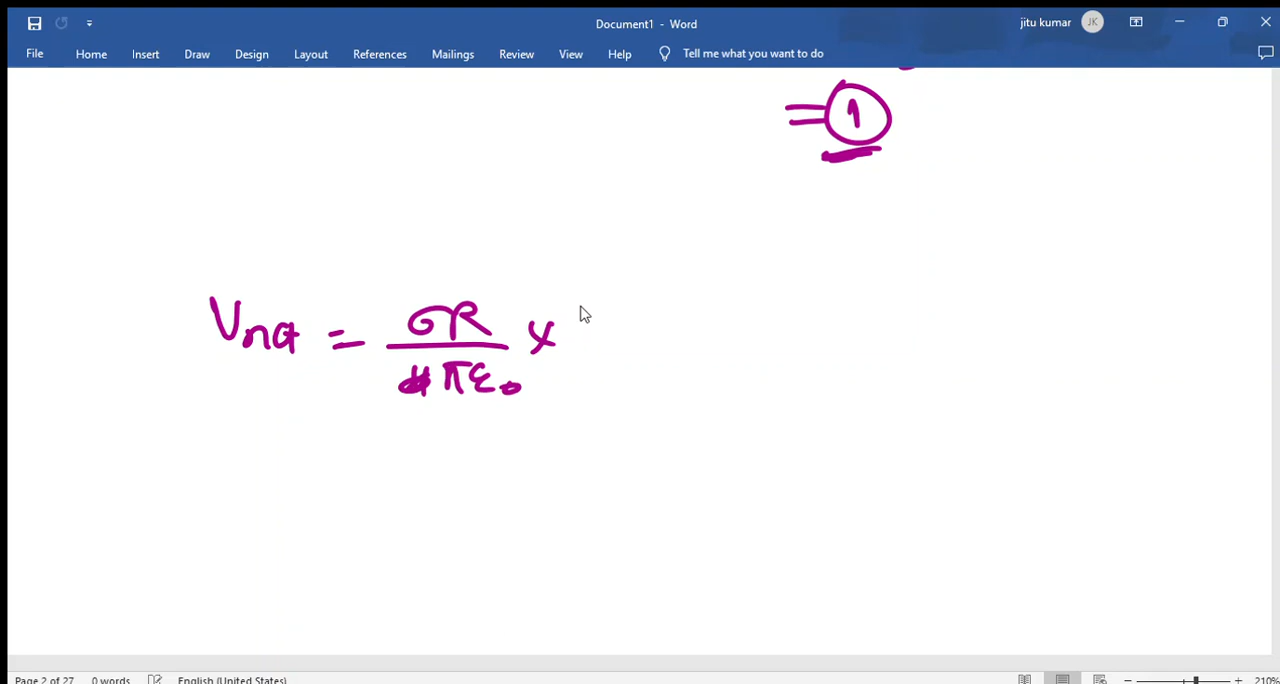 Document1 - Word
jitu kumar
JK
File Home Insert Draw Design Layout References Mailings Review View Help Tell me what you want to do
= 1
V = σR / 4πε₀ ×
Page 2 of 27 0 words English (United States) 210%